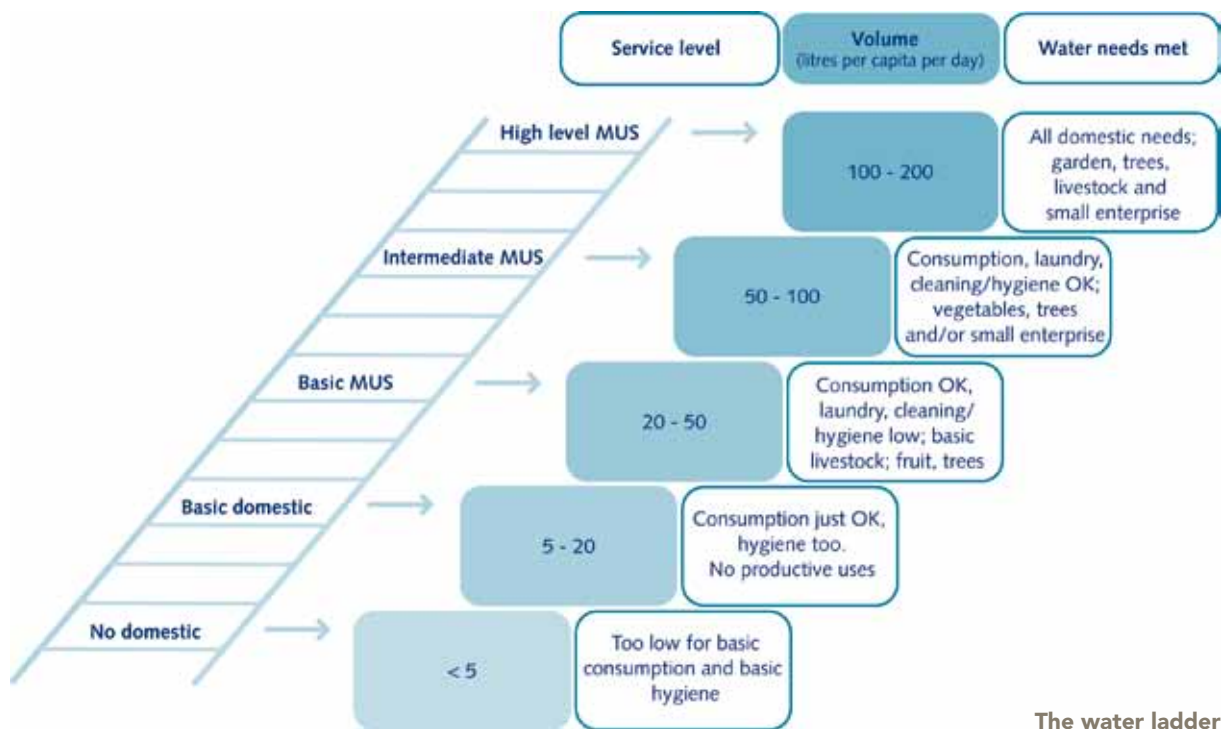 Service level
Volume
(litres per capita per day)
Water needs met
High level MUS
100 - 200
All domestic needs;
garden, trees,
livestock and
small enterprise
Intermediate MUS
50 - 100
Consumption, laundry,
cleaning/hygiene OK;
vegetables, trees
and/or small enterprise
Basic MUS
20 - 50
Consumption OK,
laundry, cleaning/
hygiene low; basic
livestock; fruit, trees
Basic domestic
5 - 20
Consumption just OK,
hygiene too.
No productive uses
No domestic
< 5
Too low for basic
consumption and basic
hygiene
The water ladder